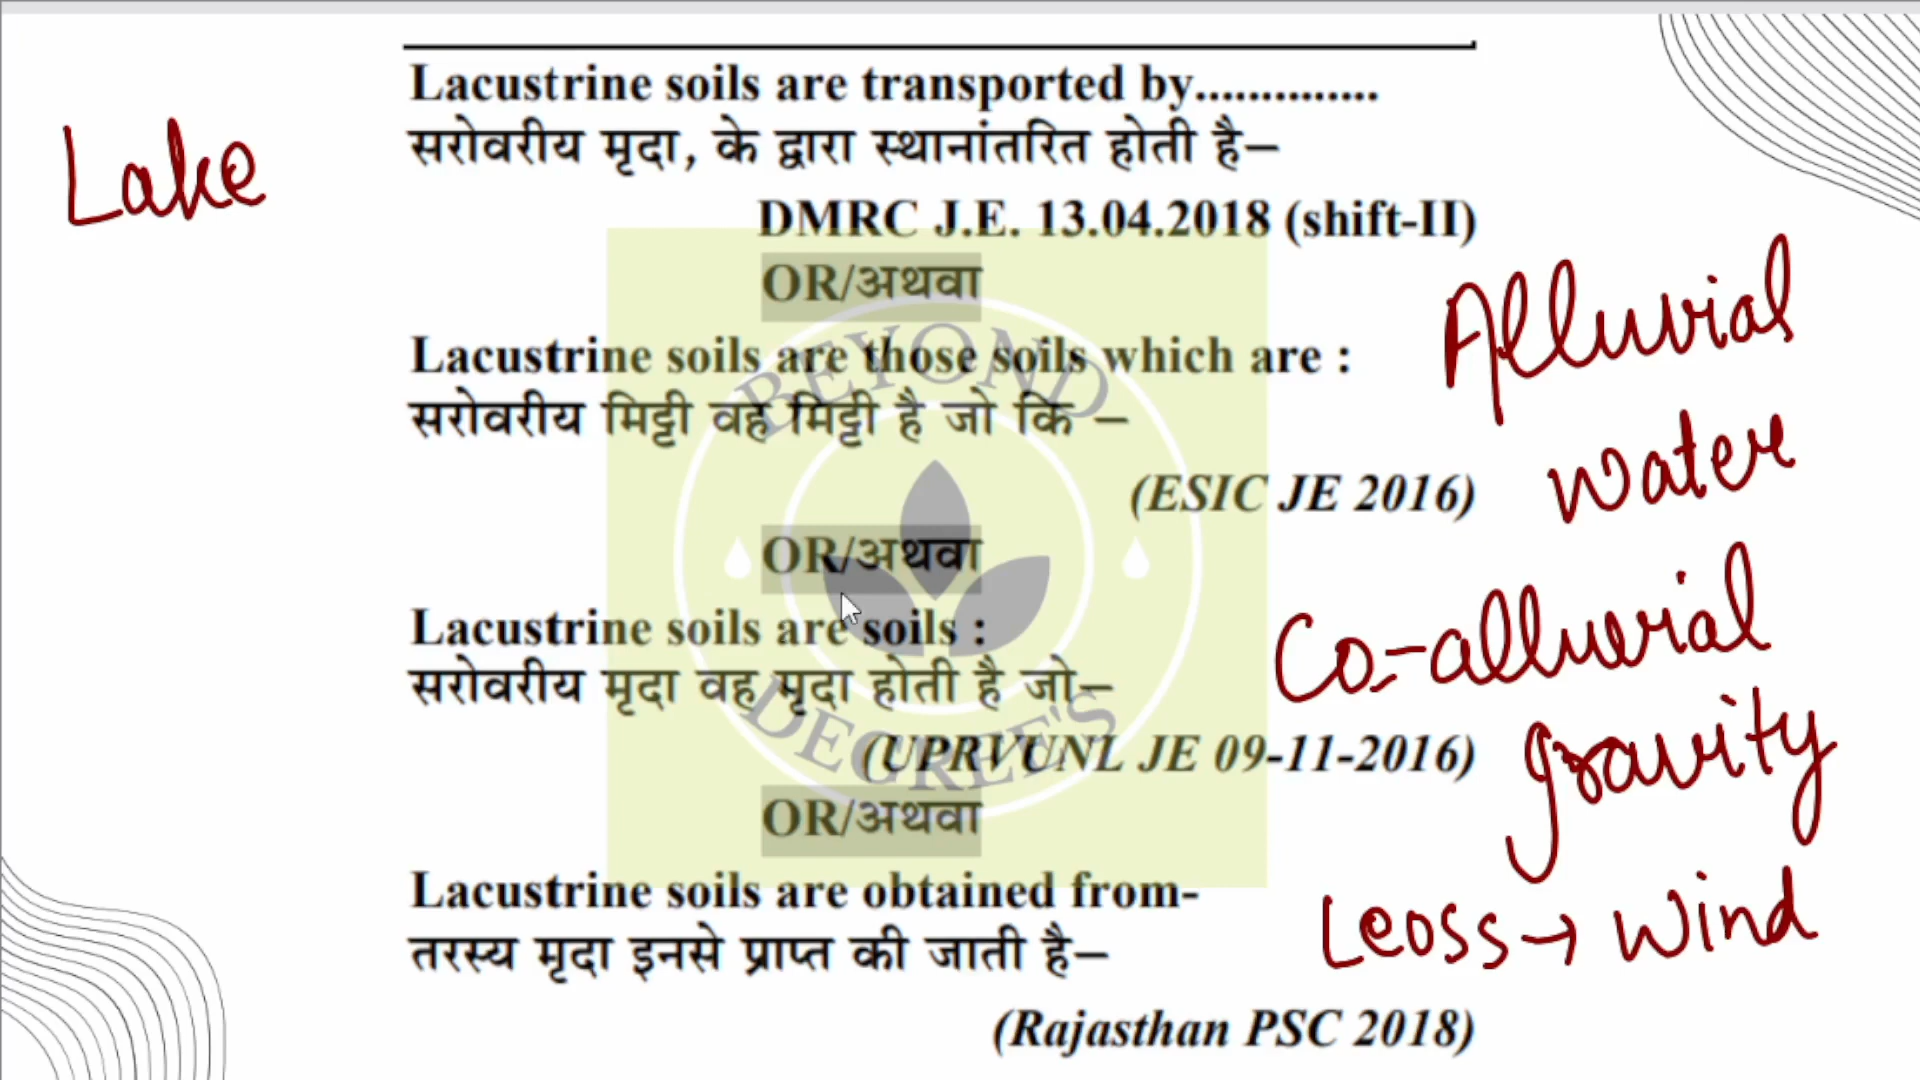 Lacustrine soils are transported by..............
सरोवरीय मृदा, के द्वारा स्थानांतरित होती है–
Lake
DMRC J.E. 13.04.2018 (shift-II)
OR/अथवा
Alluvial
Lacustrine soils are those soils which are :
सरोवरीय मिट्टी वह मिट्टी है जो कि –
water
(ESIC JE 2016)
OR/अथवा
Lacustrine soils are soils :
Co-alluvial
सरोवरीय मृदा वह मृदा होती है जो–
(UPRVUNL JE 09-11-2016)
gravity
OR/अथवा
Lacustrine soils are obtained from-
तरस्य मृदा इनसे प्राप्त की जाती है–
Leoss → Wind
(Rajasthan PSC 2018)
BEYOND
DEGREE'S